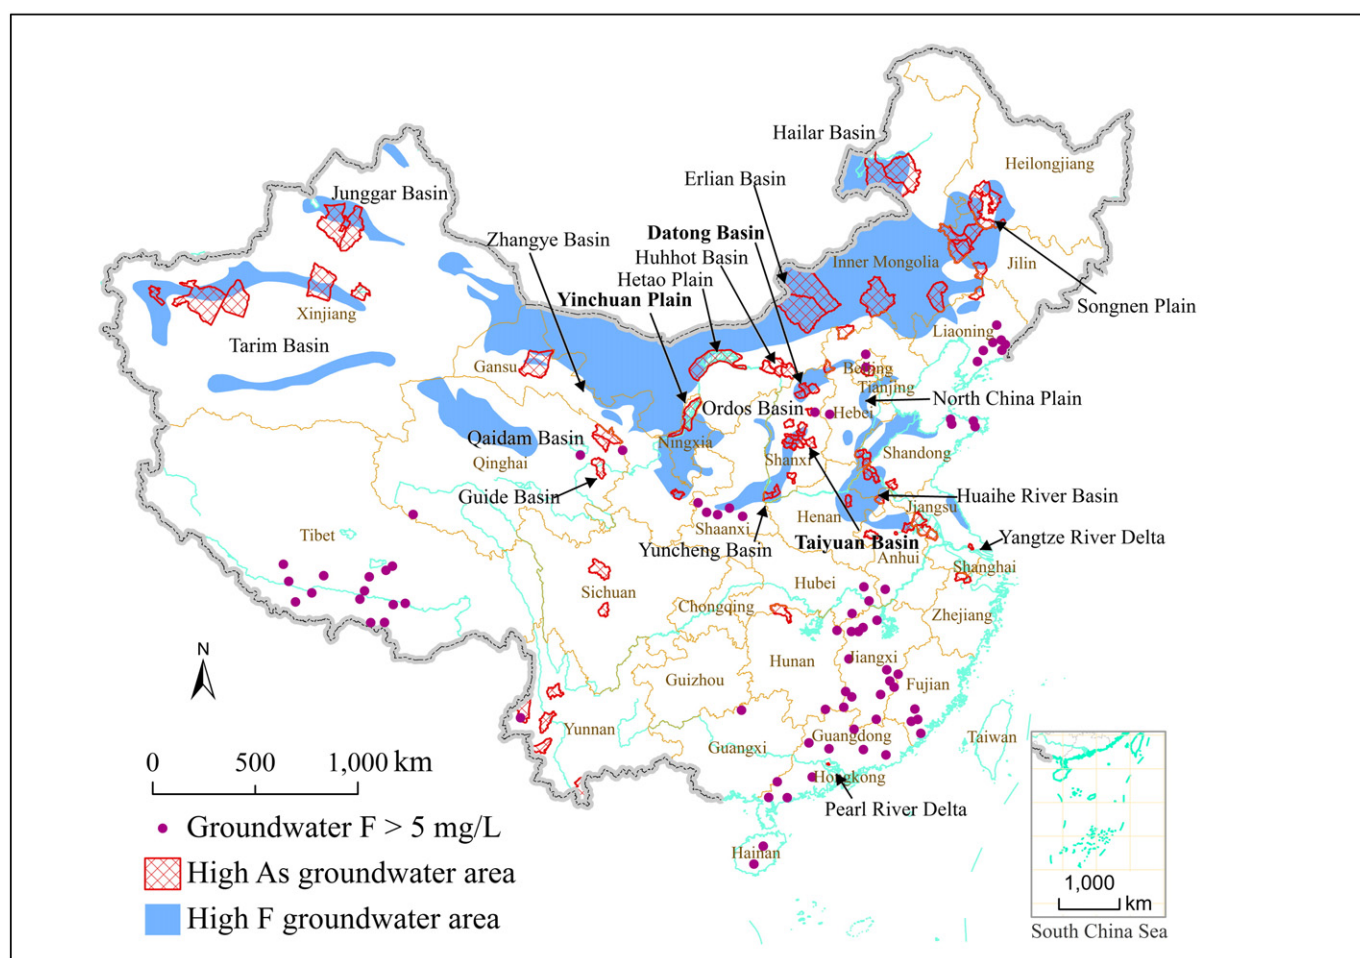 Hailar Basin
Heilongjiang
Erlian Basin
Junggar Basin
Datong Basin
Zhangye Basin
Huhhot Basin
Inner Mongolia
Jilin
Hetao Plain
Yinchuan Plain
Songnen Plain
Xinjiang
Liaoning
Tarim Basin
Gansu
Beijing
Tianjing
North China Plain
Ordos Basin
Hebei
Qaidam Basin
Ningxia
Shandong
Qinghai
Shanxi
Guide Basin
Huaihe River Basin
Jiangsu
Henan
Shaanxi
Tibet
Yuncheng Basin
Taiyuan Basin
Yangtze River Delta
Anhui
Shanghai
Hubei
Sichuan
Chongqing
Zhejiang
N
Hunan
Jiangxi
Guizhou
Fujian
Yunnan
Guangxi
Guangdong
Taiwan
0 500 1,000 km
Hongkong
Pearl River Delta
Groundwater F > 5 mg/L
Hainan
High As groundwater area
1,000
km
High F groundwater area
South China Sea